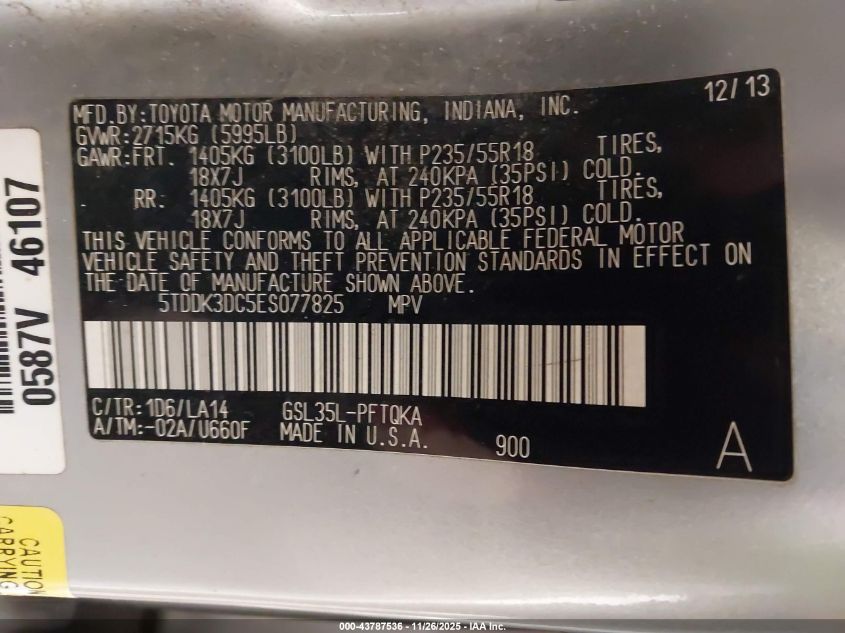 12/13
MFD.BY:TOYOTA MOTOR MANUFACTURING, INDIANA, INC.
GVWR:2715KG (5995LB)
GAWR:FRT. 1405KG (3100LB) WITH P235/55R18 TIRES,
18X7J RIMS, AT 240KPA (35PSI) COLD.
RR. 1405KG (3100LB) WITH P235/55R18 TIRES,
18X7J RIMS, AT 240KPA (35PSI) COLD.
THIS VEHICLE CONFORMS TO ALL APPLICABLE FEDERAL MOTOR
VEHICLE SAFETY AND THEFT PREVENTION STANDARDS IN EFFECT ON
THE DATE OF MANUFACTURE SHOWN ABOVE.
5TDDK3DC5ES077825 MPV
C/TR:1D6/LA14 GSL35L-PFTQKA
A/TM:-02A/U660F MADE IN U.S.A. 900 A
0587V 46107
CAUTION
CARRYING
000-43787536 - 11/26/2025 - IAA Inc.